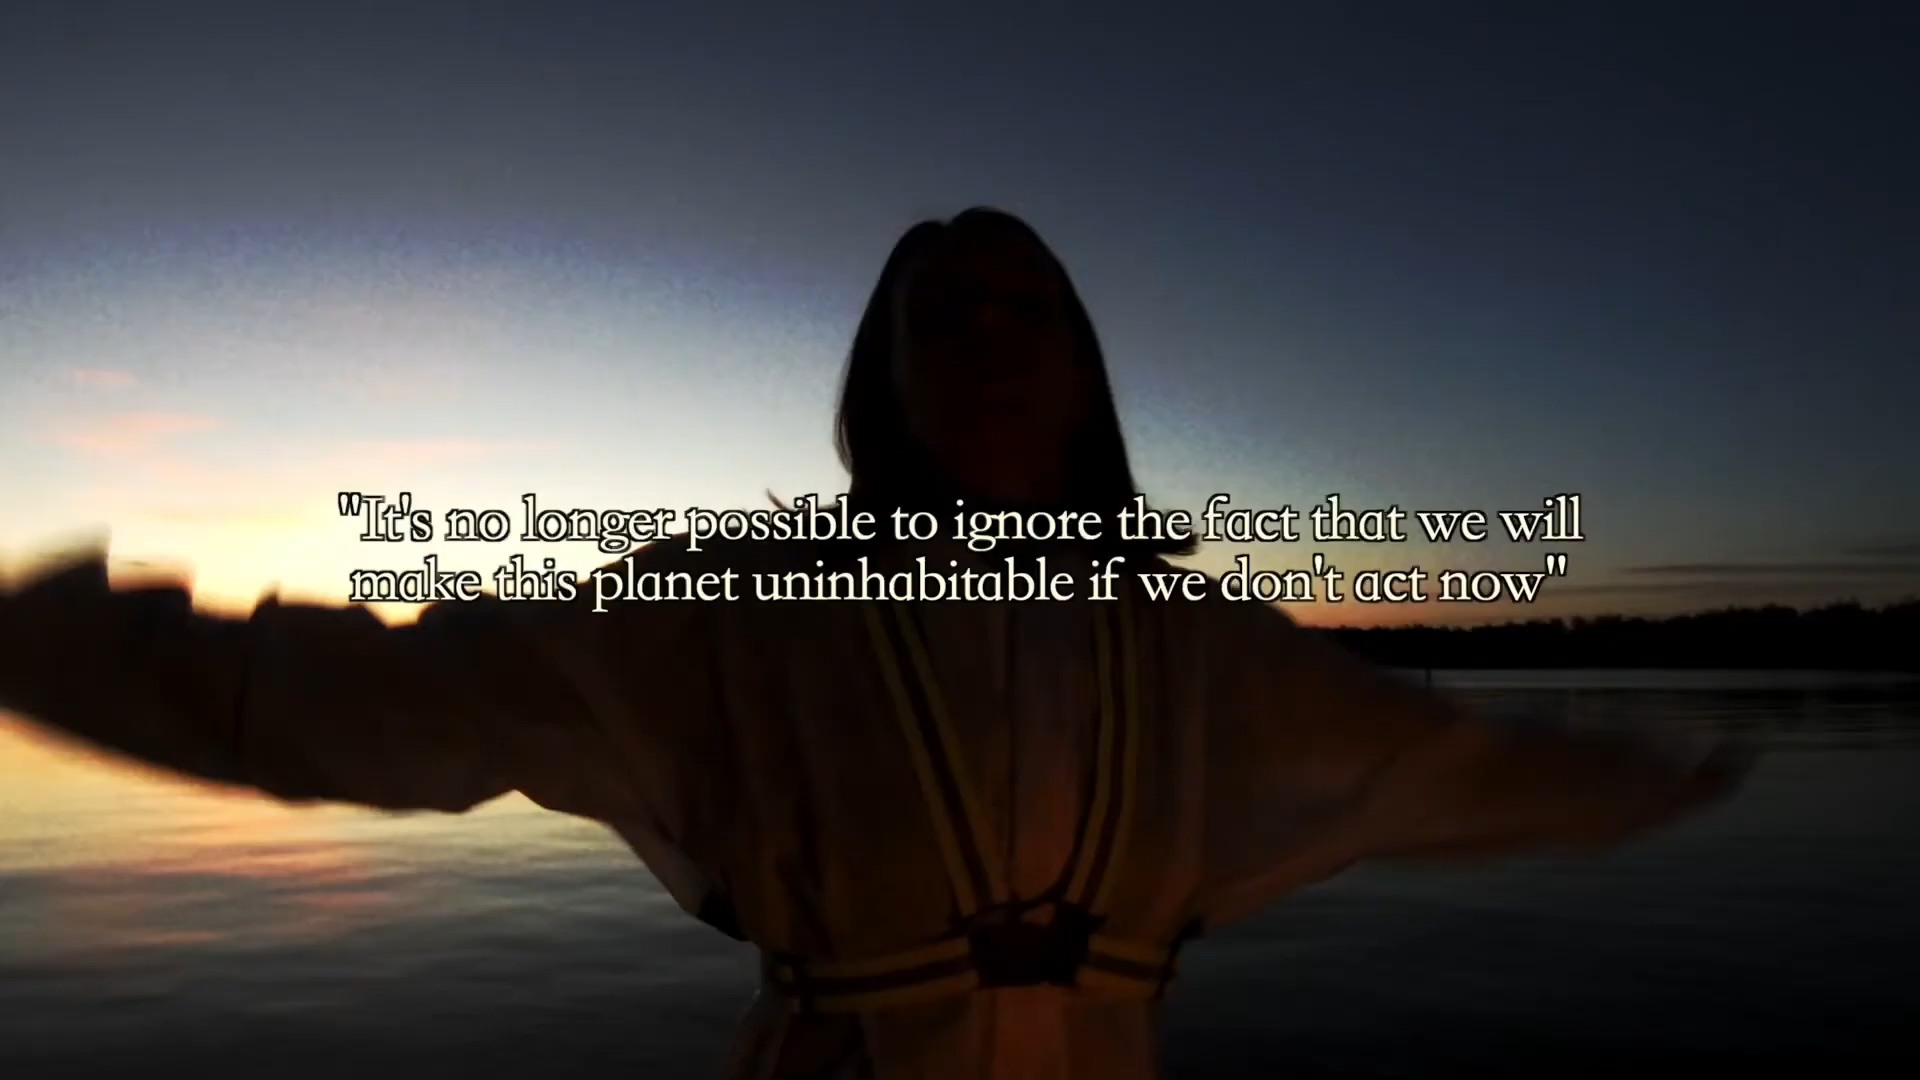 "It's no longer possible to ignore the fact that we will
make this planet uninhabitable if we don't act now"